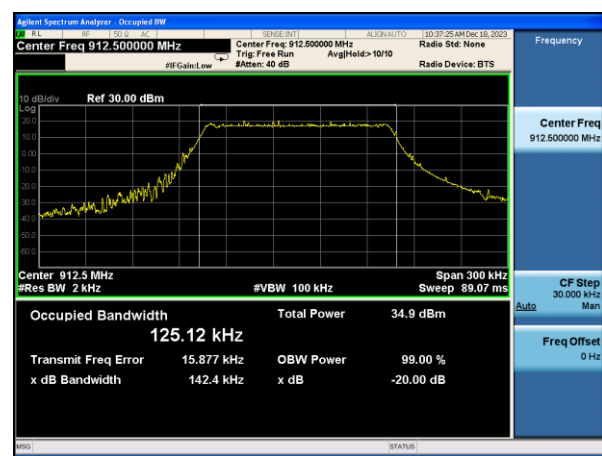 Agilent Spectrum Analyzer - Occupied BW
RL RF 50 Ω AC SENSE:INT ALIGNAUTO 10:37:25 AM Dec 18, 2023
Center Freq 912.500000 MHz
Center Freq: 912.500000 MHz
Radio Std: None
Trig: Free Run Avg|Hold:>10/10
#IFGain:Low #Atten: 40 dB Radio Device: BTS
Frequency
10 dB/div Ref 30.00 dBm
Log
20.0
10.0
0.00
10.0
20.0
30.0
40.0
50.0
60.0
Center Freq
912.500000 MHz
Center 912.5 MHz Span 300 kHz
#Res BW 2 kHz #VBW 100 kHz Sweep 89.07 ms
CF Step
30.000 kHz
Auto Man
Occupied Bandwidth Total Power 34.9 dBm
125.12 kHz
Transmit Freq Error 15.877 kHz OBW Power 99.00 %
x dB Bandwidth 142.4 kHz x dB -20.00 dB
Freq Offset
0 Hz
MSG STATUS